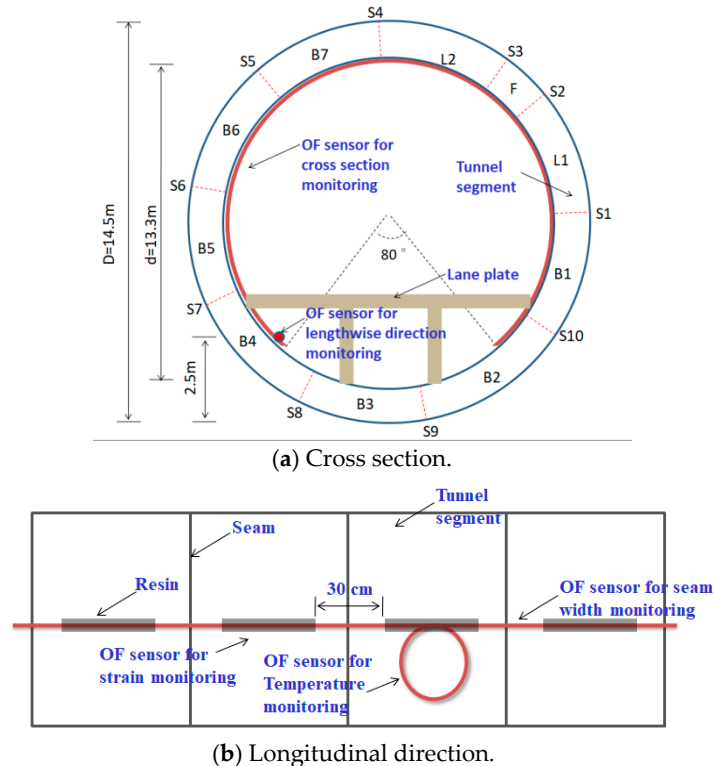 S4
B7
L2
S3
S5
F
S2
B6
OF sensor for
cross section
monitoring
Tunnel
segment
L1
S6
S1
D=14.5m
d=13.3m
80°
B5
Lane plate
B1
S7
OF sensor for
lengthwise direction
monitoring
S10
B4
2.5m
B2
S8
B3
S9
(a) Cross section.
Tunnel
segment
Seam
Resin
30 cm
OF sensor for seam
width monitoring
OF sensor for
strain monitoring
OF sensor for
Temperature
monitoring
(b) Longitudinal direction.